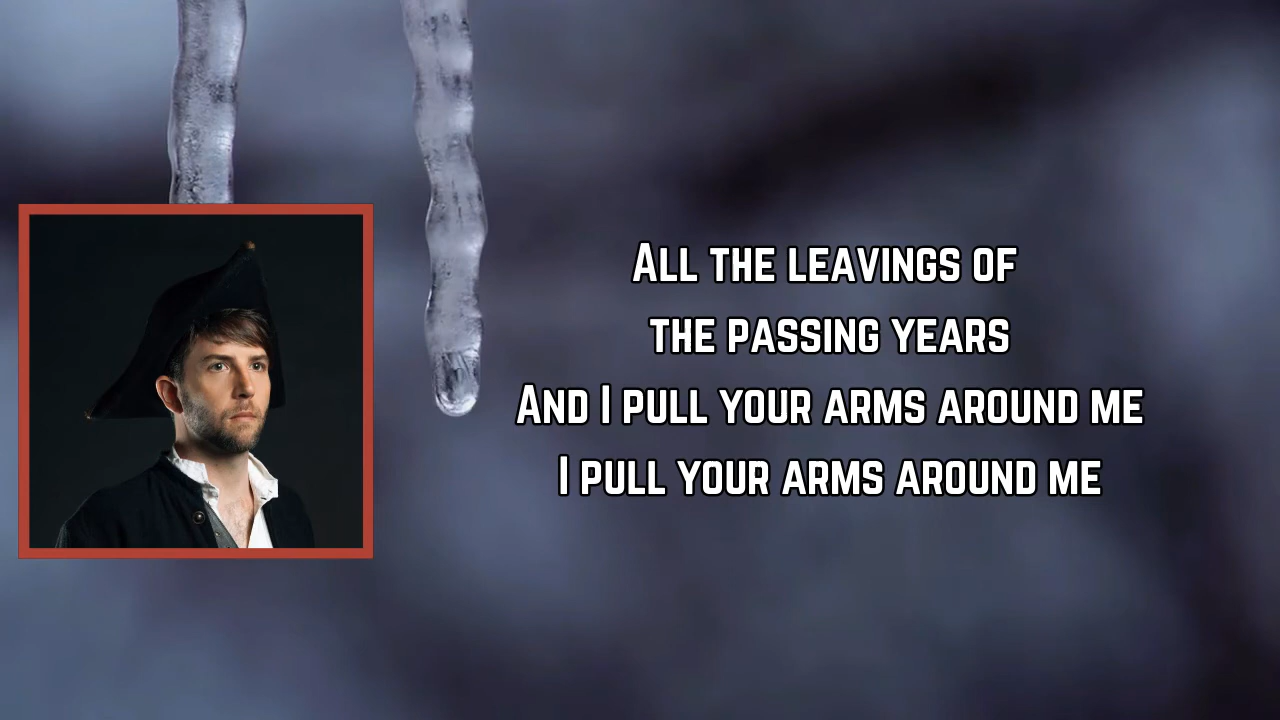 All the leavings of
the passing years
And I pull your arms around me
I pull your arms around me